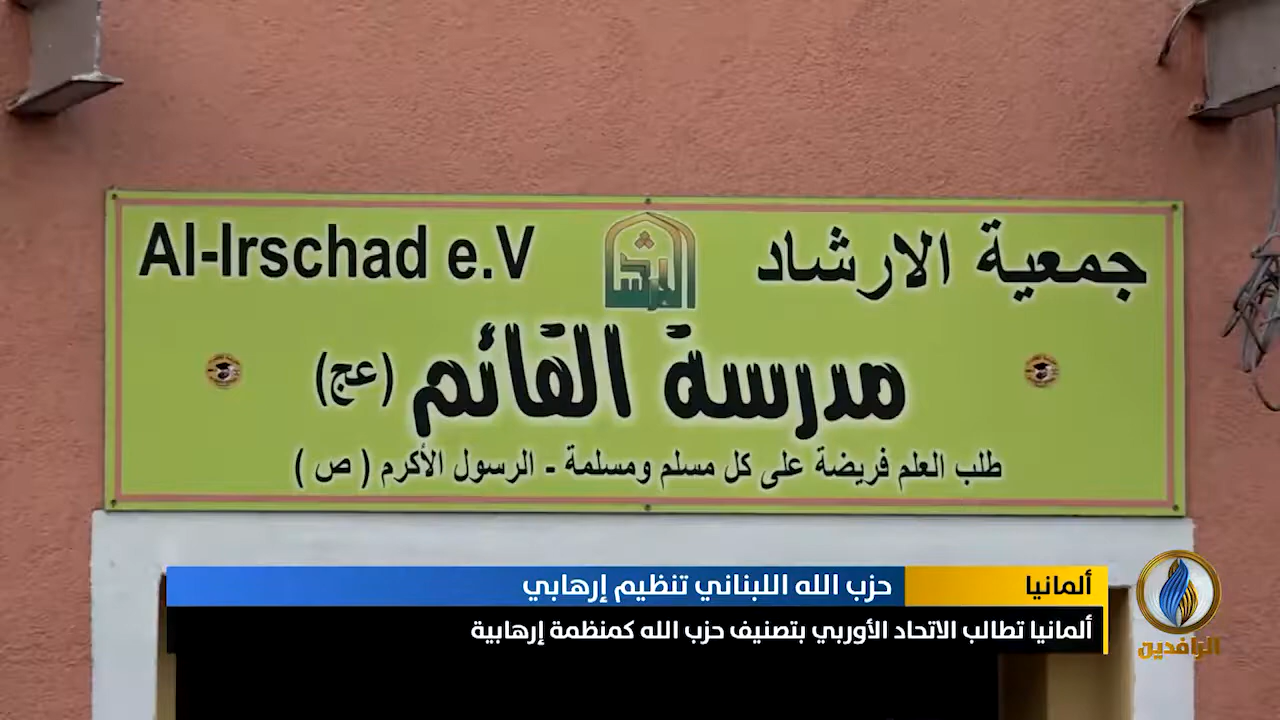 جمعية الارشاد
Al-Irschad e.V
مدرسة القائم (عج)
طلب العلم فريضة على كل مسلم ومسلمة - الرسول الأكرم ( ص )
ألمانيا
حزب الله اللبناني تنظيم إرهابي
ألمانيا تطالب الاتحاد الأوربي بتصنيف حزب الله كمنظمة إرهابية
الرافدين